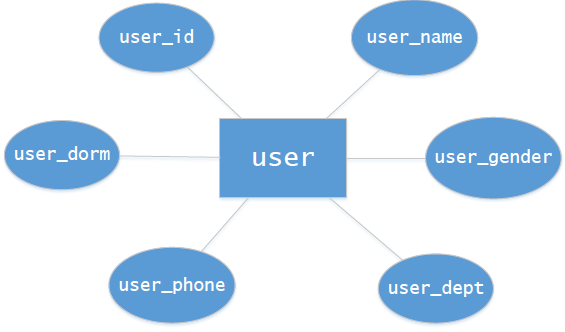 user_id
user_name
user_dorm
user
user_gender
user_phone
user_dept